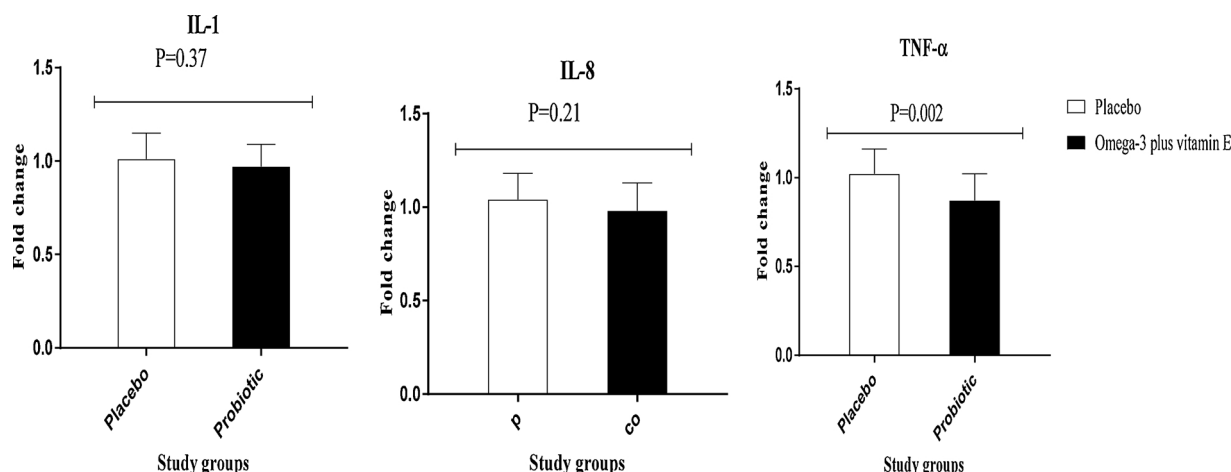 IL-1
P=0.37
1.5
1.0
0.5
0.0
Fold change
Placebo
Probiotic
Study groups
IL-8
P=0.21
1.5
1.0
0.5
0.0
Fold change
p
co
Study groups
TNF-α
P=0.002
1.5
1.0
0.5
0.0
Fold change
Placebo
Probiotic
Study groups
Placebo
Omega-3 plus vitamin E